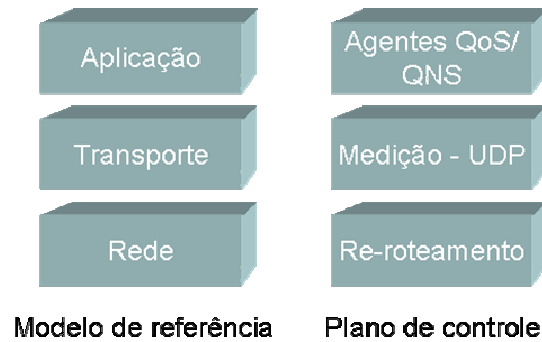 Aplicação
Agentes QoS/
QNS
Transporte
Medição - UDP
Rede
Re-roteamento
Modelo de referência
Plano de controle